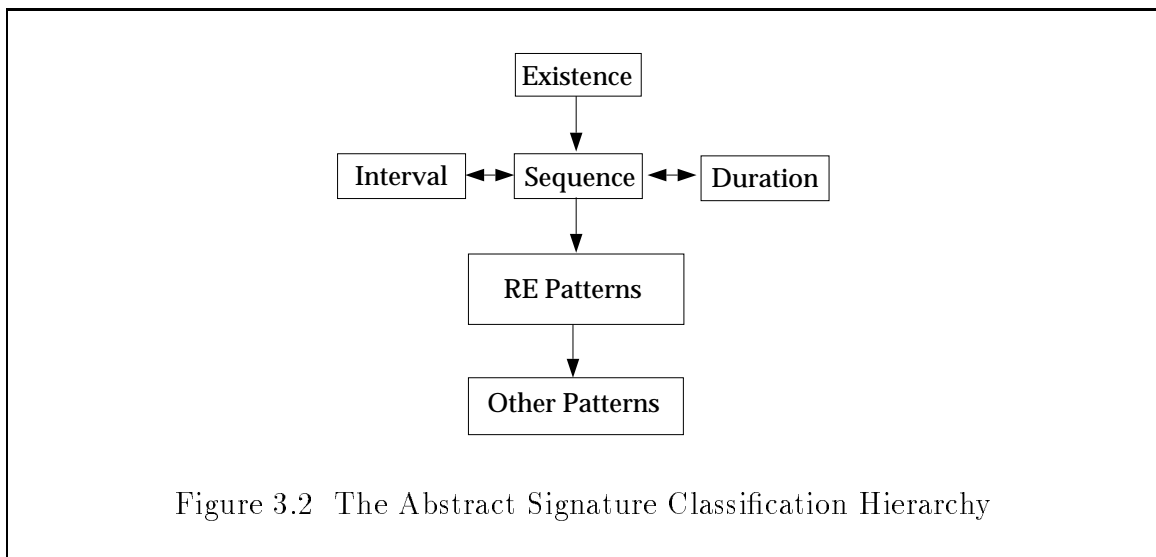 Existence
Interval Sequence Duration
RE Patterns
Other Patterns
Figure 3.2 The Abstract Signature Classification Hierarchy